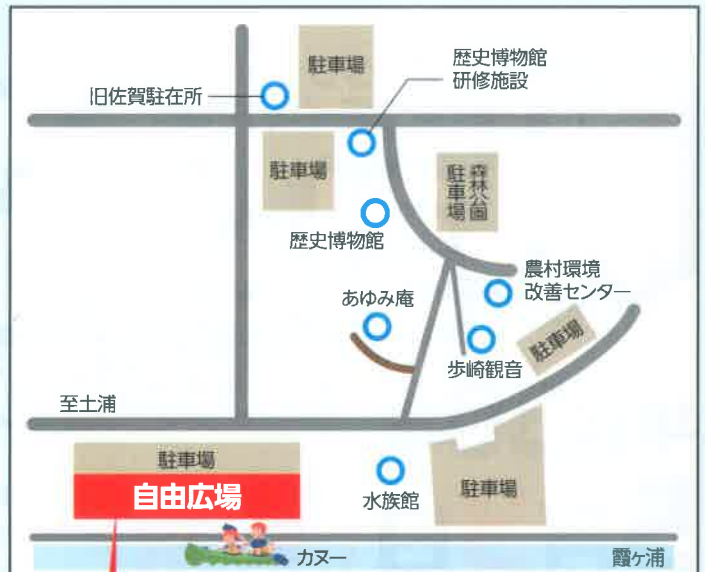 駐車場
歴史博物館
研修施設
旧佐賀駐在所
駐車場
森林公園
駐車場
歴史博物館
農村環境
改善センター
あゆみ庵
駐車場
歩崎観音
至土浦
駐車場
自由広場
水族館
駐車場
カヌー
霞ヶ浦